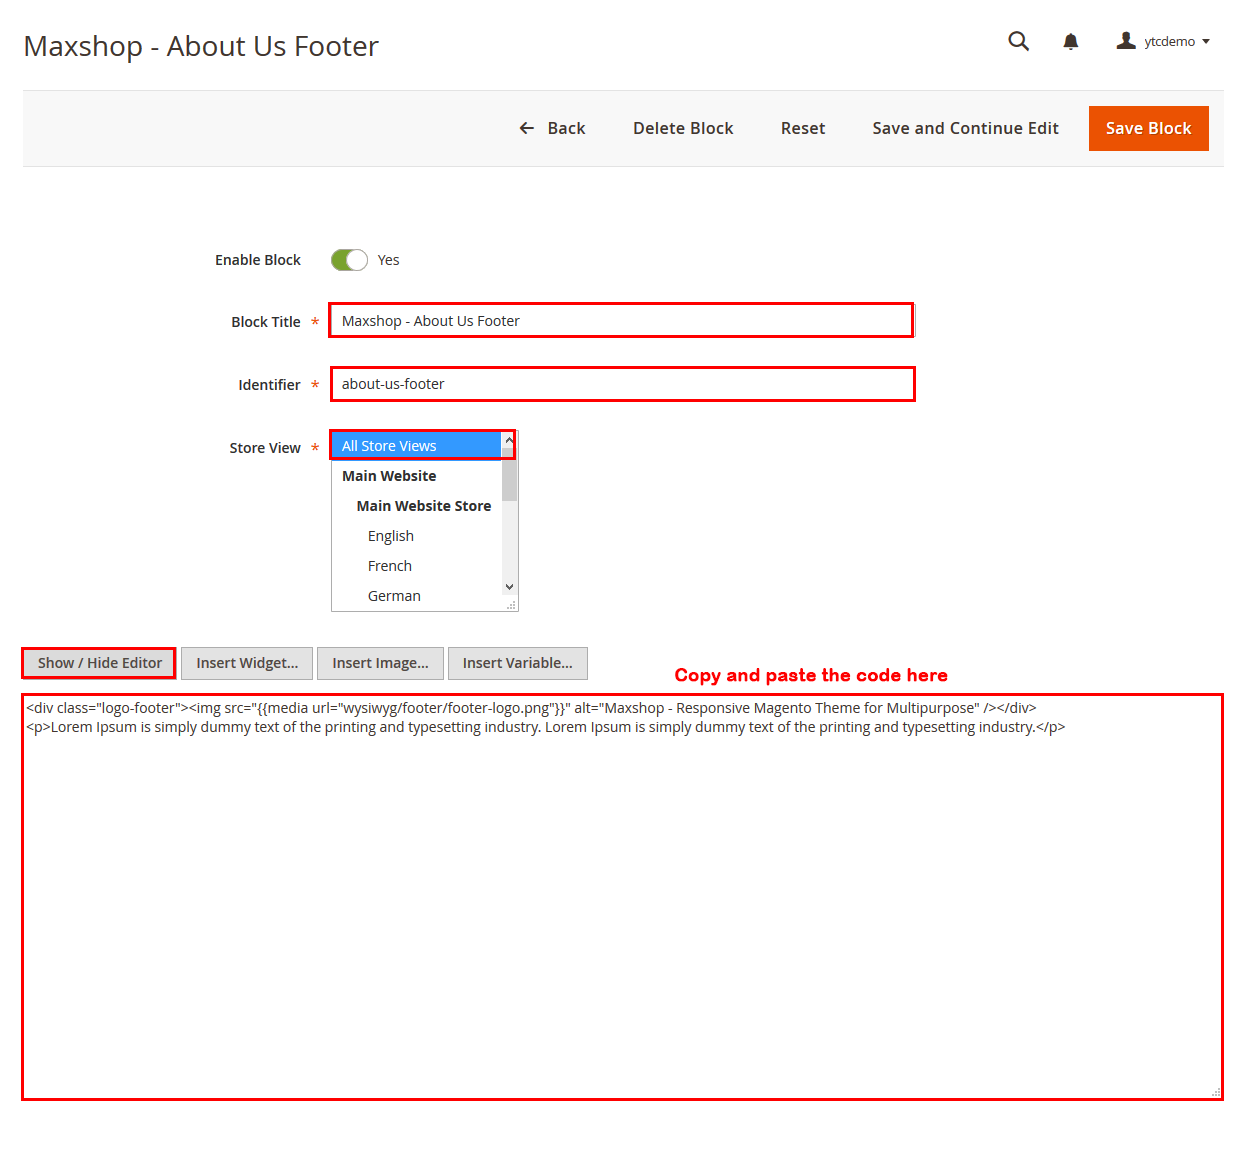 Maxshop - About Us Footer
ytcdemo
Back Delete Block Reset Save and Continue Edit Save Block
Enable Block Yes
Block Title * Maxshop - About Us Footer
Identifier * about-us-footer
Store View * All Store Views
Main Website
Main Website Store
English
French
German
Show / Hide Editor Insert Widget... Insert Image... Insert Variable...
Copy and paste the code here
<div class="logo-footer"><img src="{{media url="wysiwyg/footer/footer-logo.png"}}" alt="Maxshop - Responsive Magento Theme for Multipurpose" /></div>
<p>Lorem Ipsum is simply dummy text of the printing and typesetting industry. Lorem Ipsum is simply dummy text of the printing and typesetting industry.</p>